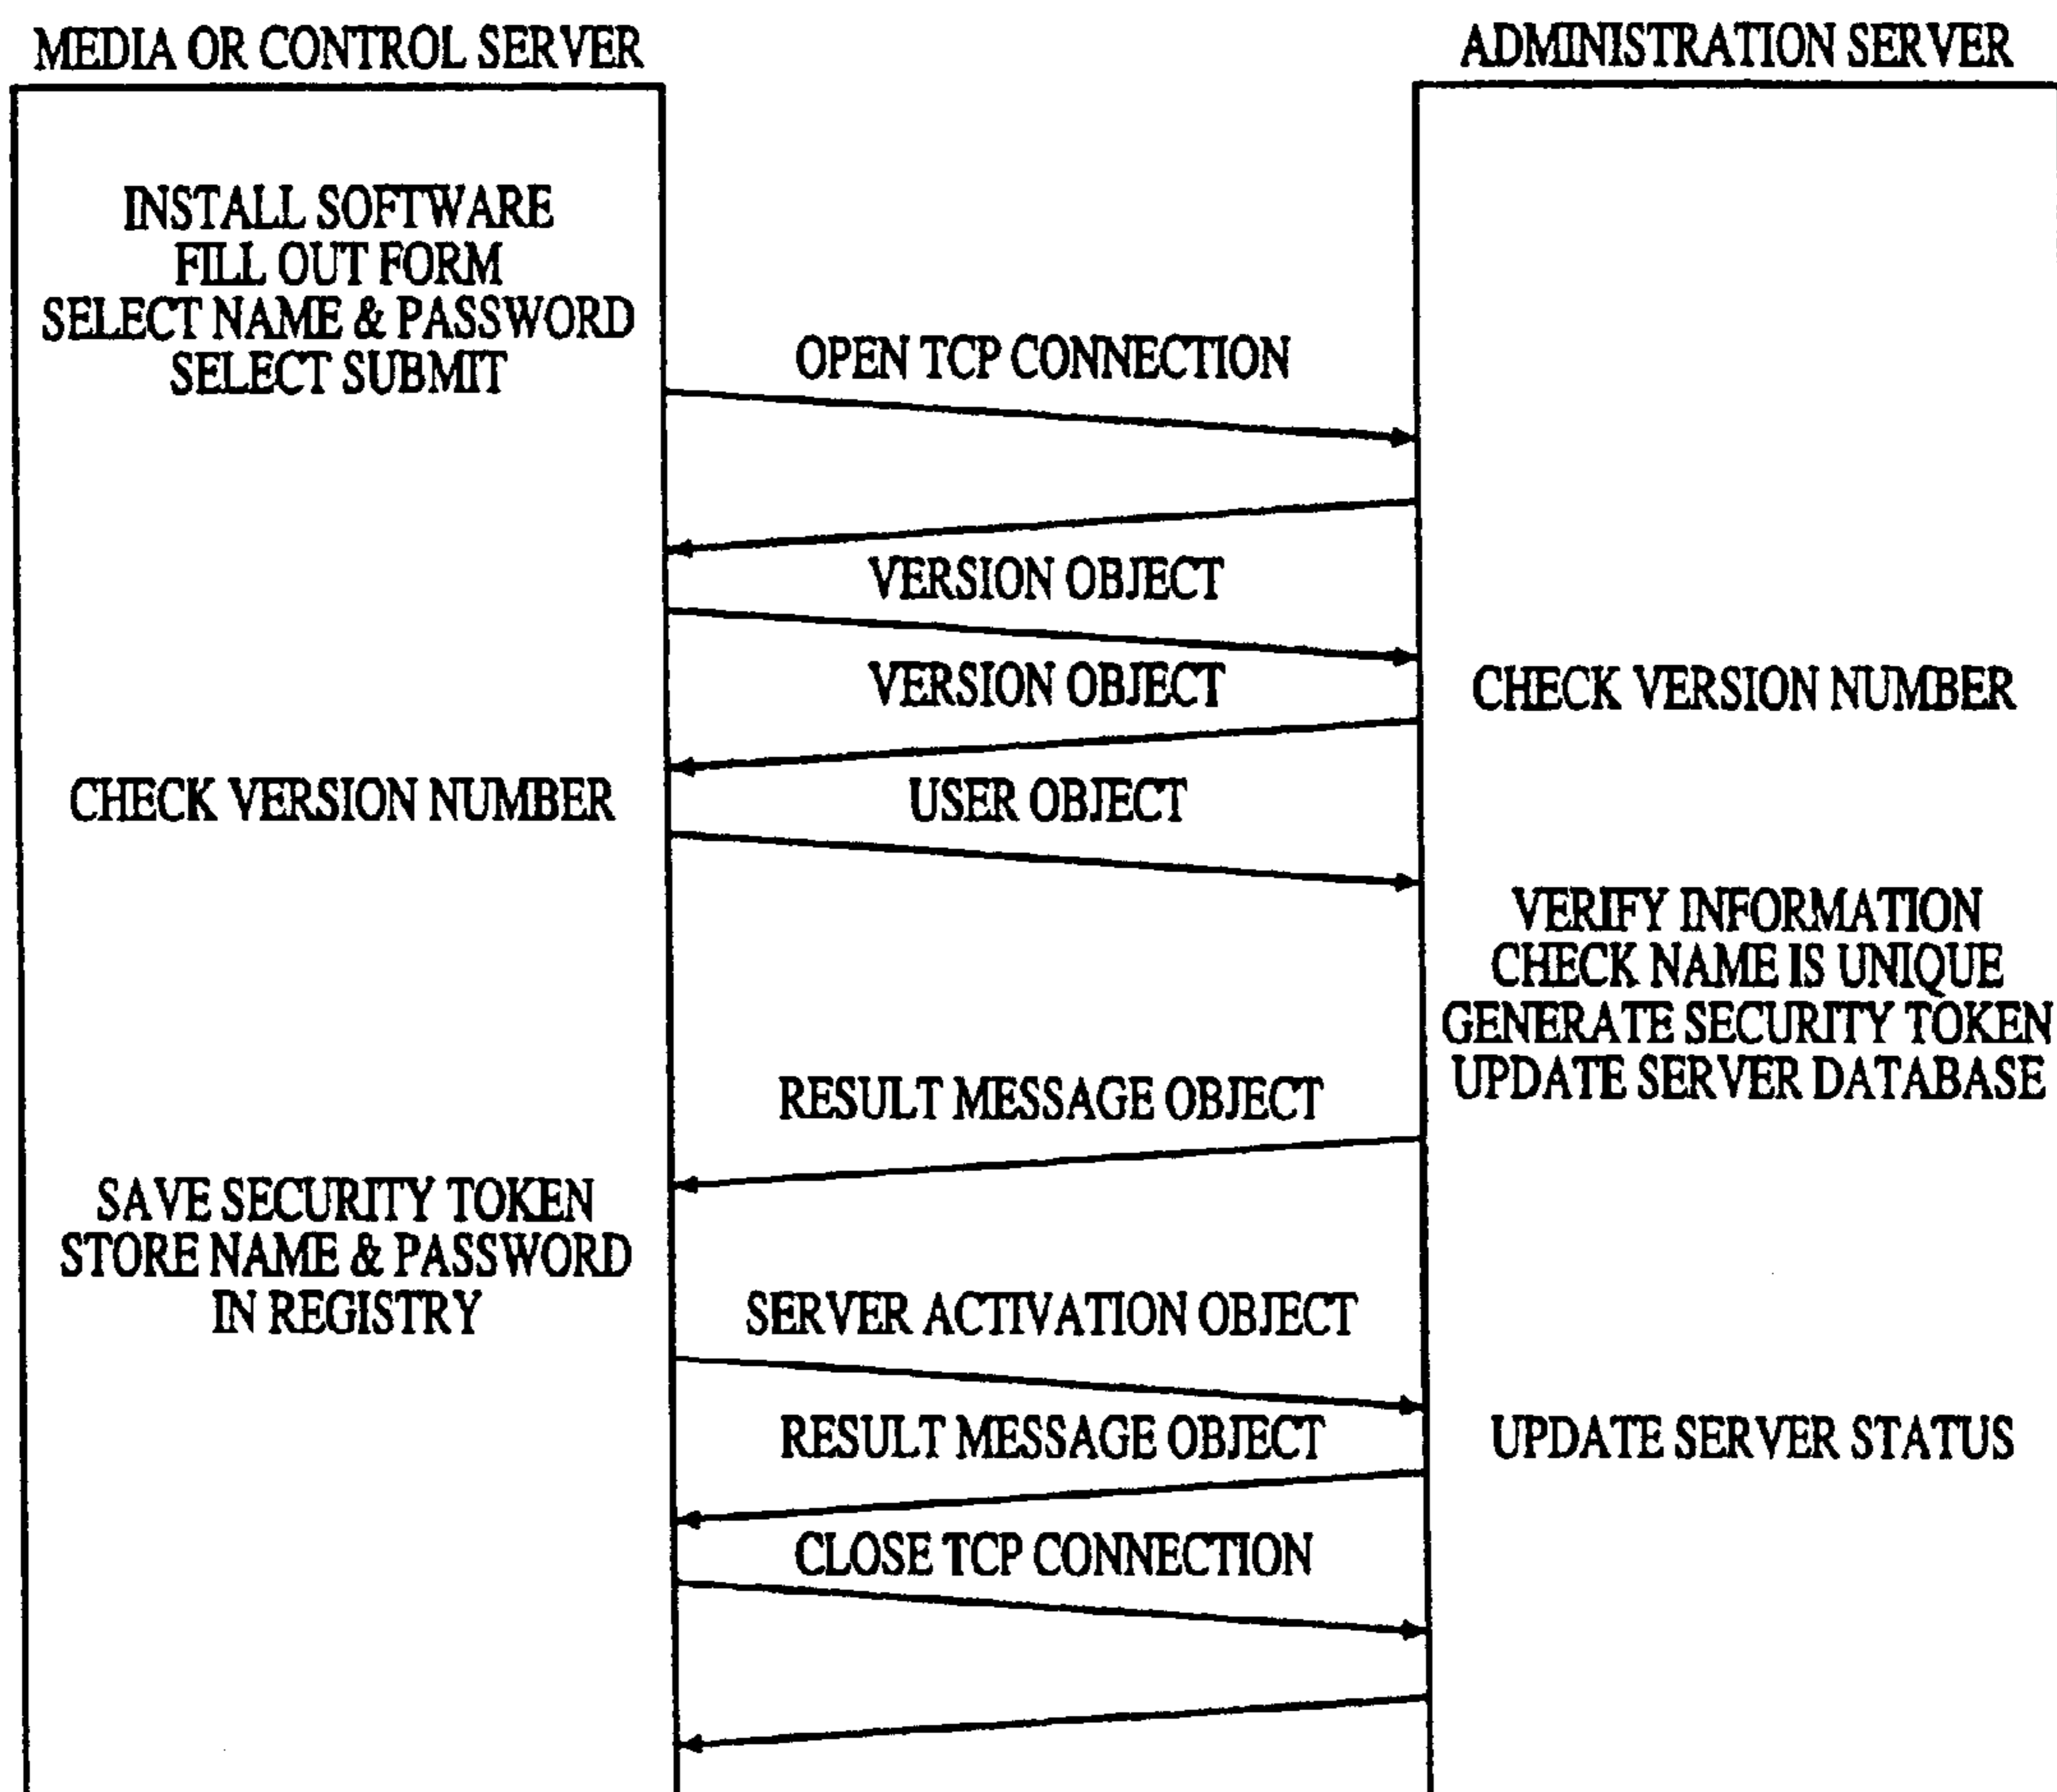 MEDIA OR CONTROL SERVER
ADMINISTRATION SERVER
INSTALL SOFTWARE
FILL OUT FORM
SELECT NAME & PASSWORD
SELECT SUBMIT
OPEN TCP CONNECTION
VERSION OBJECT
VERSION OBJECT
CHECK VERSION NUMBER
CHECK VERSION NUMBER
USER OBJECT
VERIFY INFORMATION
CHECK NAME IS UNIQUE
GENERATE SECURITY TOKEN
UPDATE SERVER DATABASE
RESULT MESSAGE OBJECT
SAVE SECURITY TOKEN
STORE NAME & PASSWORD
IN REGISTRY
SERVER ACTIVATION OBJECT
RESULT MESSAGE OBJECT
UPDATE SERVER STATUS
CLOSE TCP CONNECTION